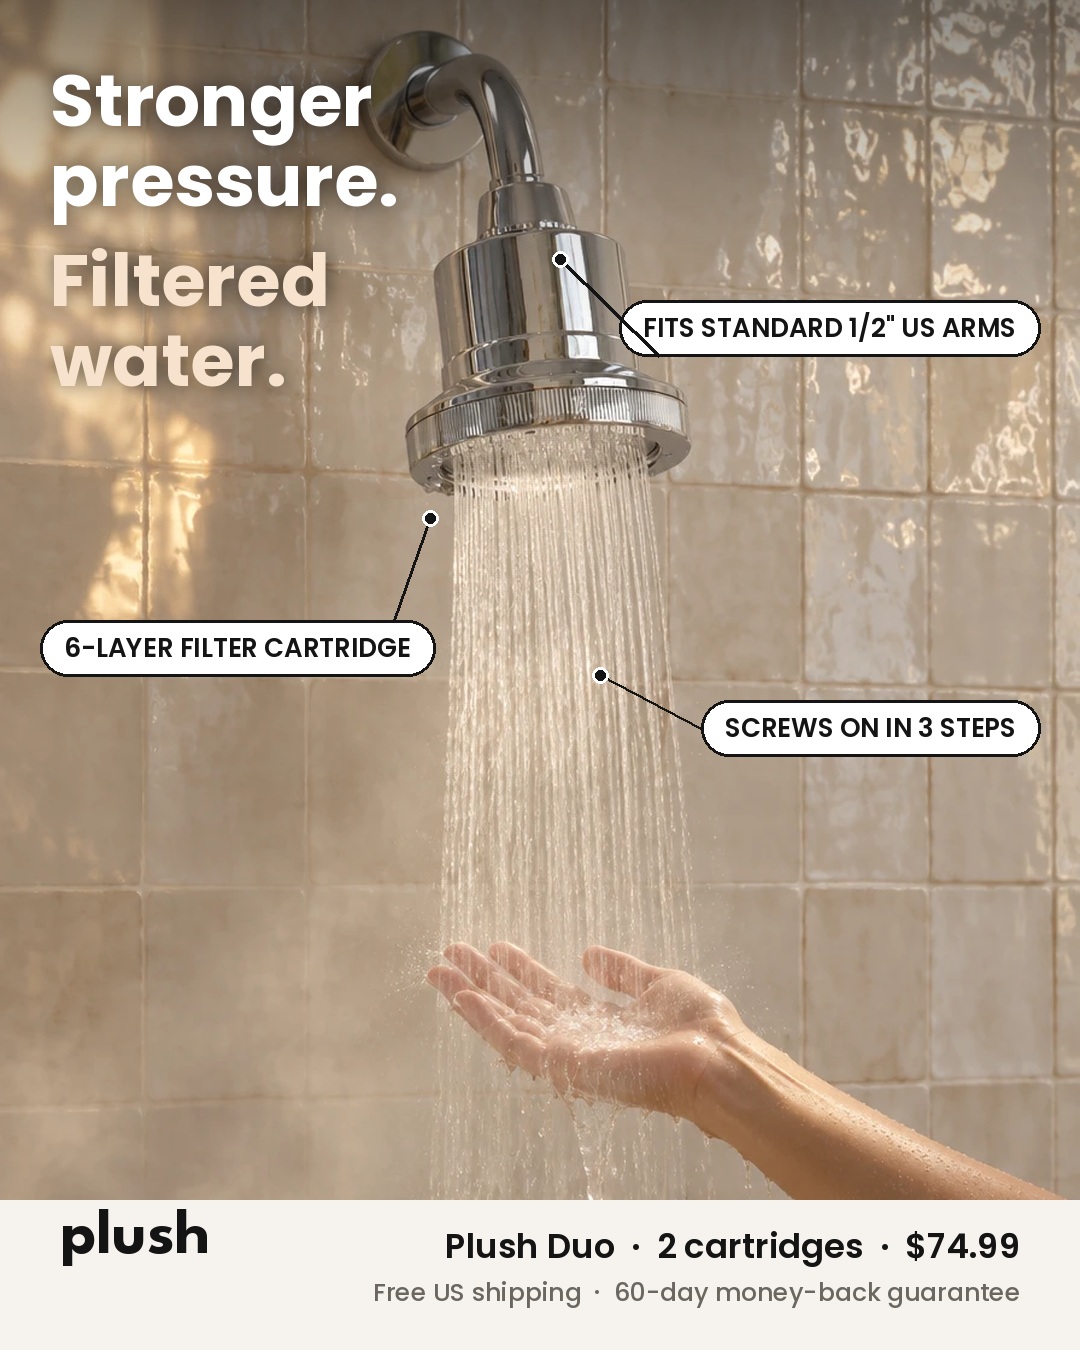 Stronger
pressure.
Filtered
water.
FITS STANDARD 1/2" US ARMS
6-LAYER FILTER CARTRIDGE
SCREWS ON IN 3 STEPS
plush
Plush Duo · 2 cartridges · $74.99
Free US shipping · 60-day money-back guarantee